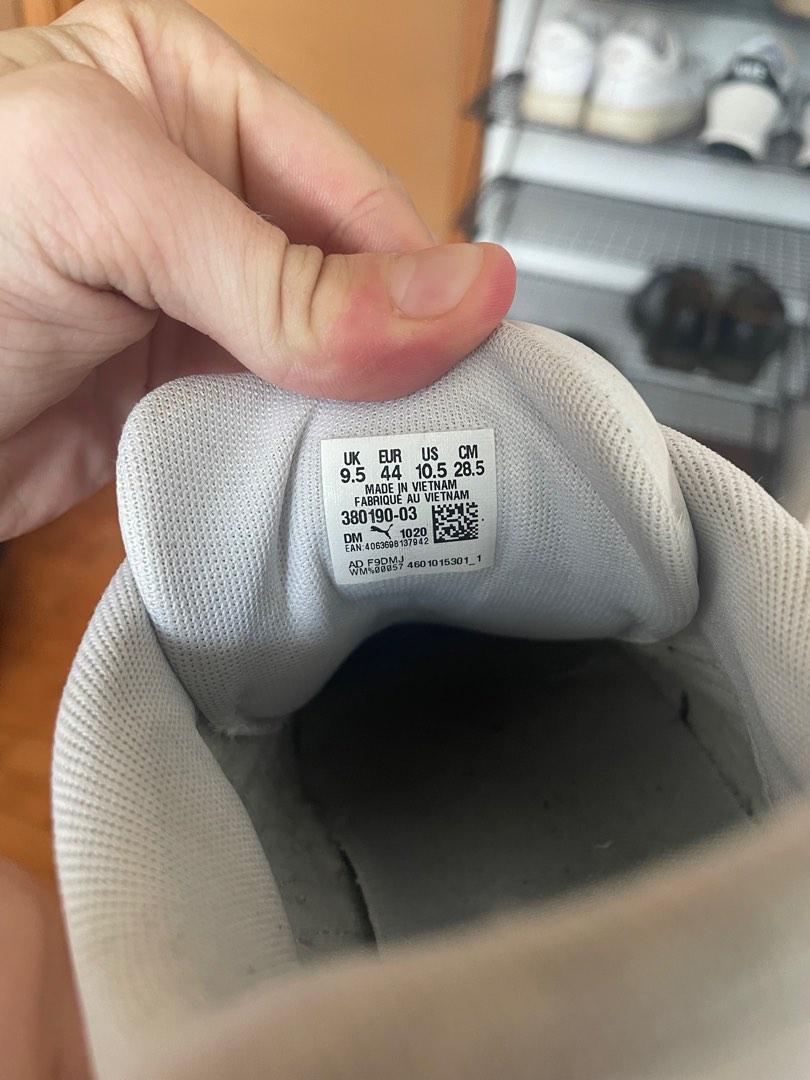 UK EUR US CM
9.5 44 10.5 28.5
MADE IN VIETNAM
FABRIQUÉ AU VIETNAM
380190-03
DM 1020
EAN:4063698137942
AD F9DMJ
WM%00057 4601015301_1